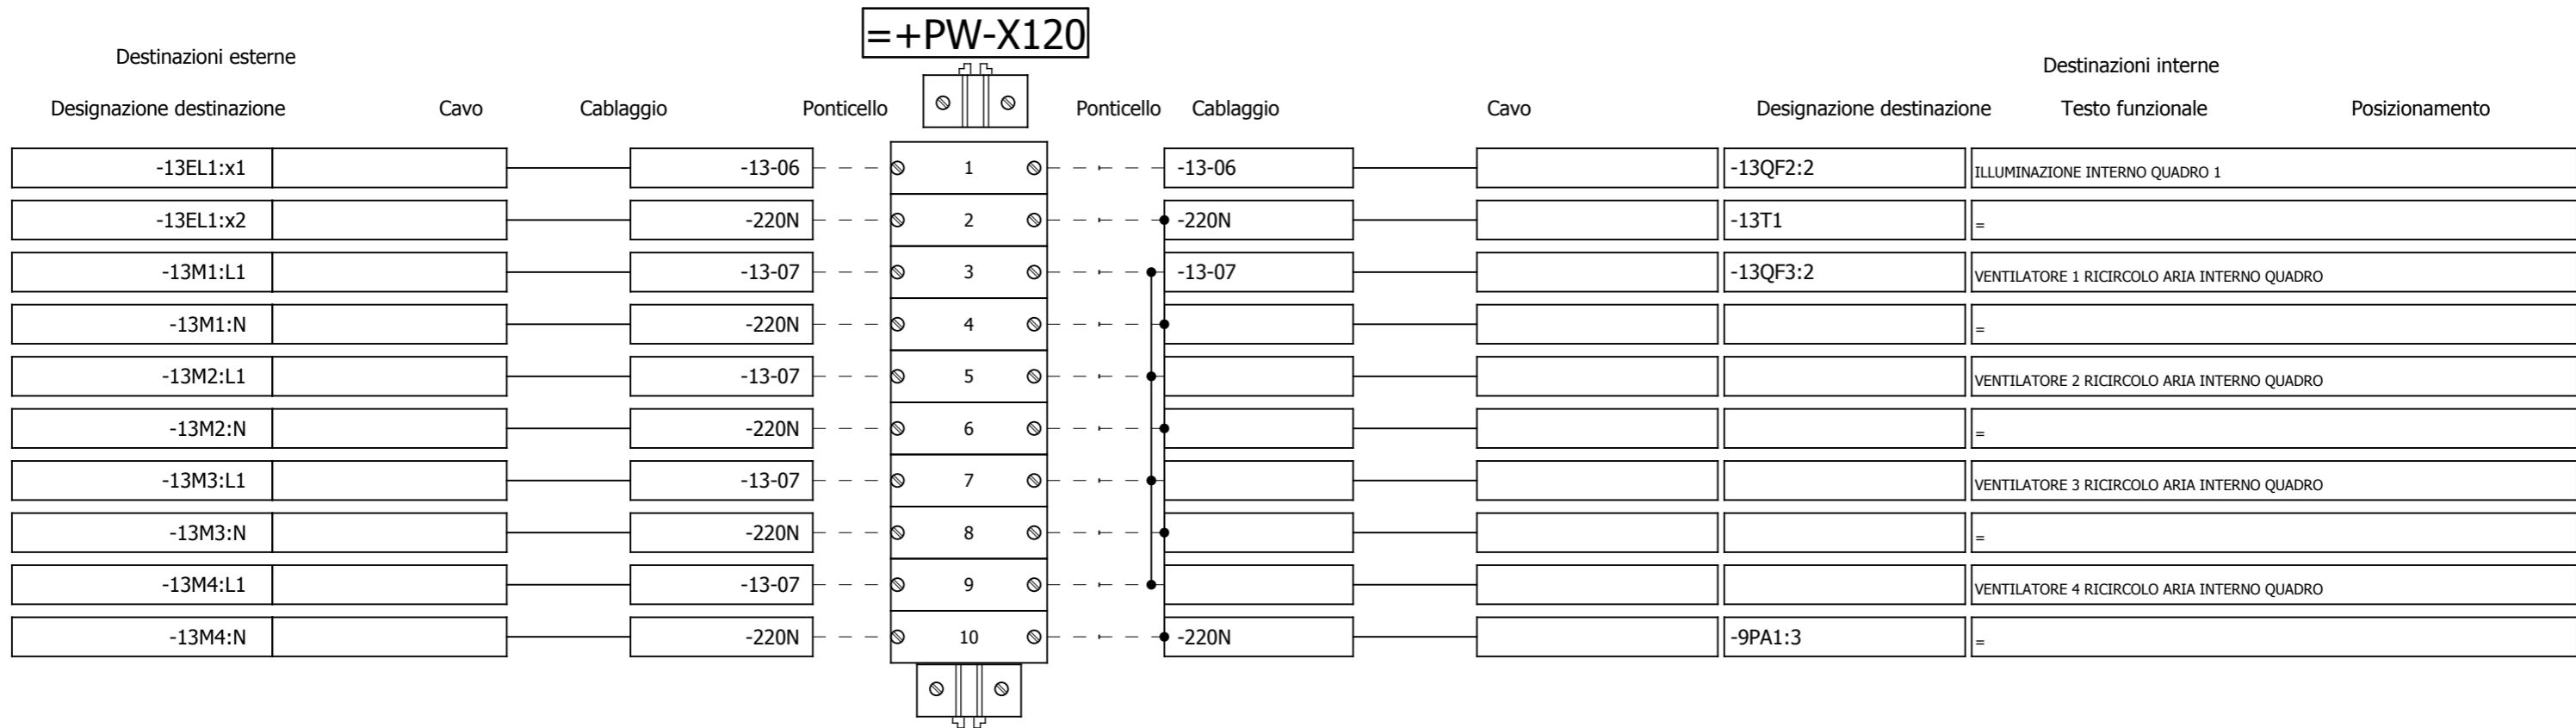 =+PW-X120
Destinazioni esterne
Destinazioni interne
Designazione destinazione Cavo Cablaggio Ponticello Ponticello Cablaggio Cavo Designazione destinazione Testo funzionale Posizionamento
-13EL1:x1 -13-06 1 -13-06 -13QF2:2 ILLUMINAZIONE INTERNO QUADRO 1
-13EL1:x2 -220N 2 -220N -13T1 =
-13M1:L1 -13-07 3 -13-07 -13QF3:2 VENTILATORE 1 RICIRCOLO ARIA INTERNO QUADRO
-13M1:N -220N 4 =
-13M2:L1 -13-07 5 VENTILATORE 2 RICIRCOLO ARIA INTERNO QUADRO
-13M2:N -220N 6 =
-13M3:L1 -13-07 7 VENTILATORE 3 RICIRCOLO ARIA INTERNO QUADRO
-13M3:N -220N 8 =
-13M4:L1 -13-07 9 VENTILATORE 4 RICIRCOLO ARIA INTERNO QUADRO
-13M4:N -220N 10 -220N -9PA1:3 =